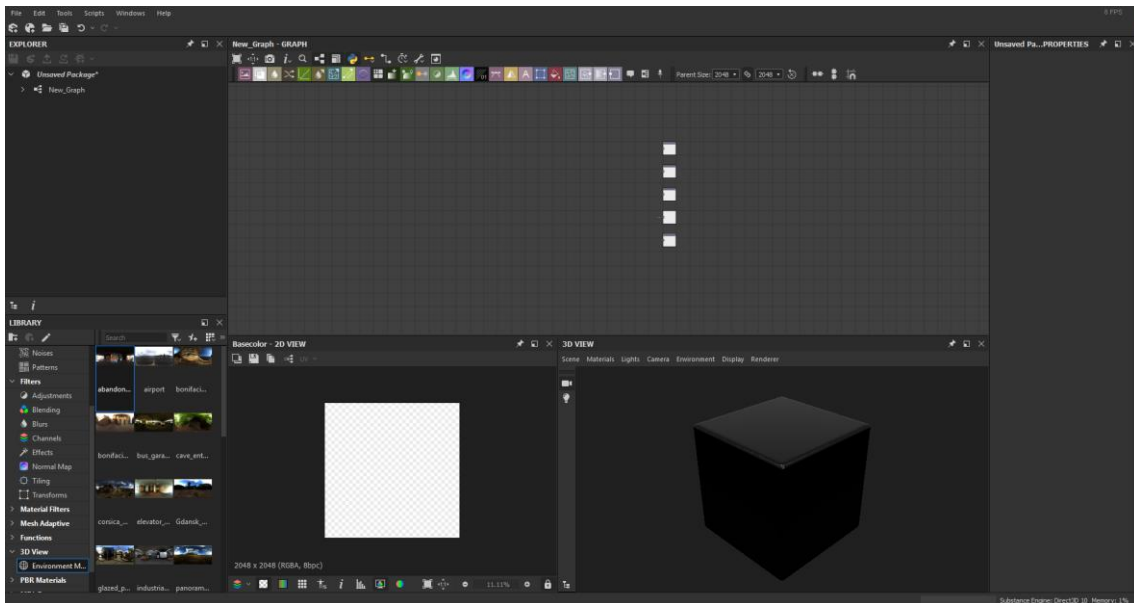 File Edit Tools Scripts Windows Help
8 FPS
EXPLORER
Unsaved Package*
New_Graph
New_Graph - GRAPH
Parent Size: 2048 2048
Unsaved Pa...PROPERTIES
LIBRARY
Search
Noises
Patterns
Filters
Adjustments
Blending
Blurs
Channels
Effects
Normal Map
Tiling
Transforms
Material Filters
Mesh Adaptive
Functions
3D View
Environment M...
PBR Materials
abandon... airport bonifaci...
bonifaci... bus_gara... cave_ent...
corsica_... elevator_... Gdansk_...
glazed_p... industria... panoram...
Basecolor - 2D VIEW
UV
2048 x 2048 (RGBA, 8bpc)
11.11%
3D VIEW
Scene Materials Lights Camera Environment Display Renderer
Substance Engine: Direct3D 10 Memory: 1%